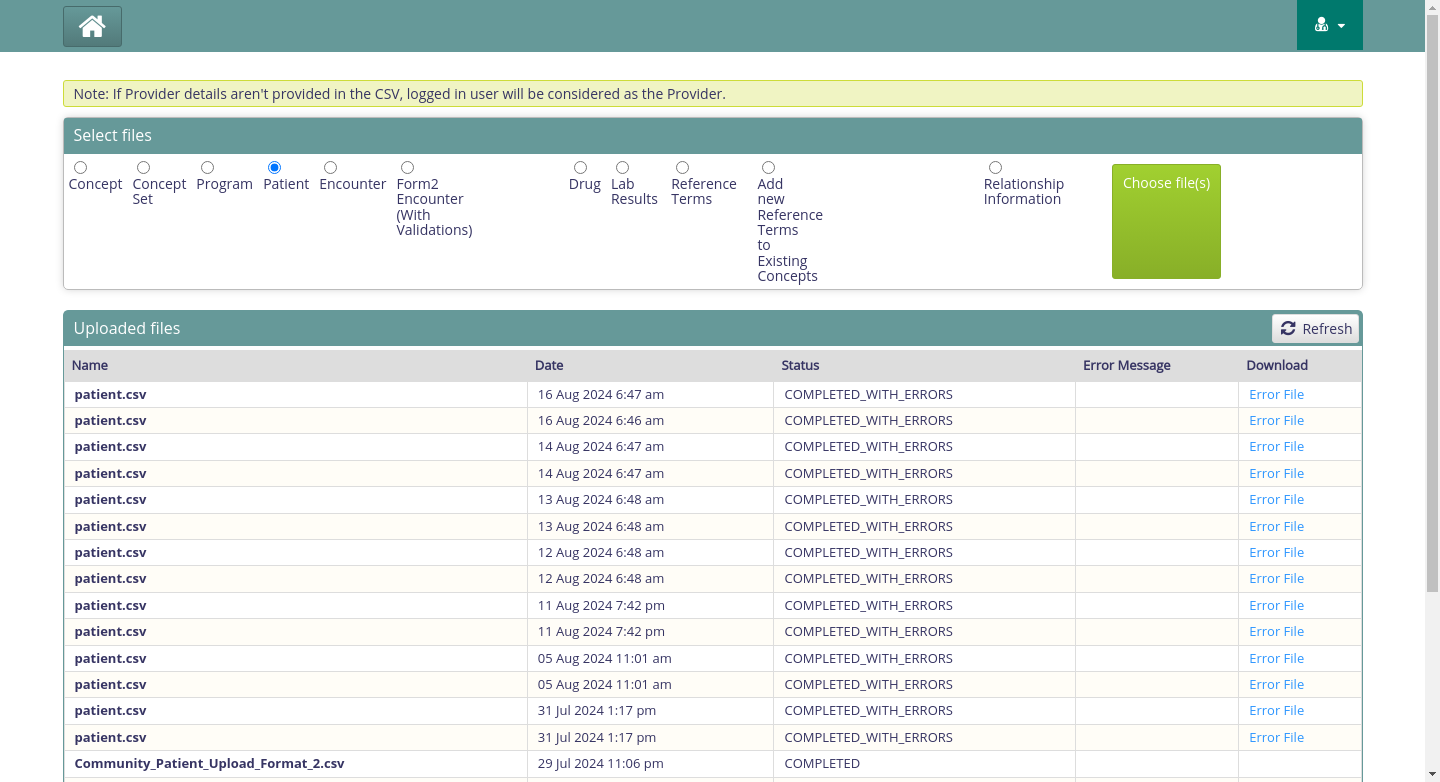 Note: If Provider details aren't provided in the CSV, logged in user will be considered as the Provider.
Select files
Concept
Concept
Set
Program
Patient
Encounter
Form2
Encounter
(With
Validations)
Drug
Lab
Results
Reference
Terms
Add
new
Reference
Terms
to
Existing
Concepts
Relationship
Information
Choose file(s)
Uploaded files
Refresh
Name Date Status Error Message Download
patient.csv 16 Aug 2024 6:47 am COMPLETED_WITH_ERRORS Error File
patient.csv 16 Aug 2024 6:46 am COMPLETED_WITH_ERRORS Error File
patient.csv 14 Aug 2024 6:47 am COMPLETED_WITH_ERRORS Error File
patient.csv 14 Aug 2024 6:47 am COMPLETED_WITH_ERRORS Error File
patient.csv 13 Aug 2024 6:48 am COMPLETED_WITH_ERRORS Error File
patient.csv 13 Aug 2024 6:48 am COMPLETED_WITH_ERRORS Error File
patient.csv 12 Aug 2024 6:48 am COMPLETED_WITH_ERRORS Error File
patient.csv 12 Aug 2024 6:48 am COMPLETED_WITH_ERRORS Error File
patient.csv 11 Aug 2024 7:42 pm COMPLETED_WITH_ERRORS Error File
patient.csv 11 Aug 2024 7:42 pm COMPLETED_WITH_ERRORS Error File
patient.csv 05 Aug 2024 11:01 am COMPLETED_WITH_ERRORS Error File
patient.csv 05 Aug 2024 11:01 am COMPLETED_WITH_ERRORS Error File
patient.csv 31 Jul 2024 1:17 pm COMPLETED_WITH_ERRORS Error File
patient.csv 31 Jul 2024 1:17 pm COMPLETED_WITH_ERRORS Error File
Community_Patient_Upload_Format_2.csv 29 Jul 2024 11:06 pm COMPLETED